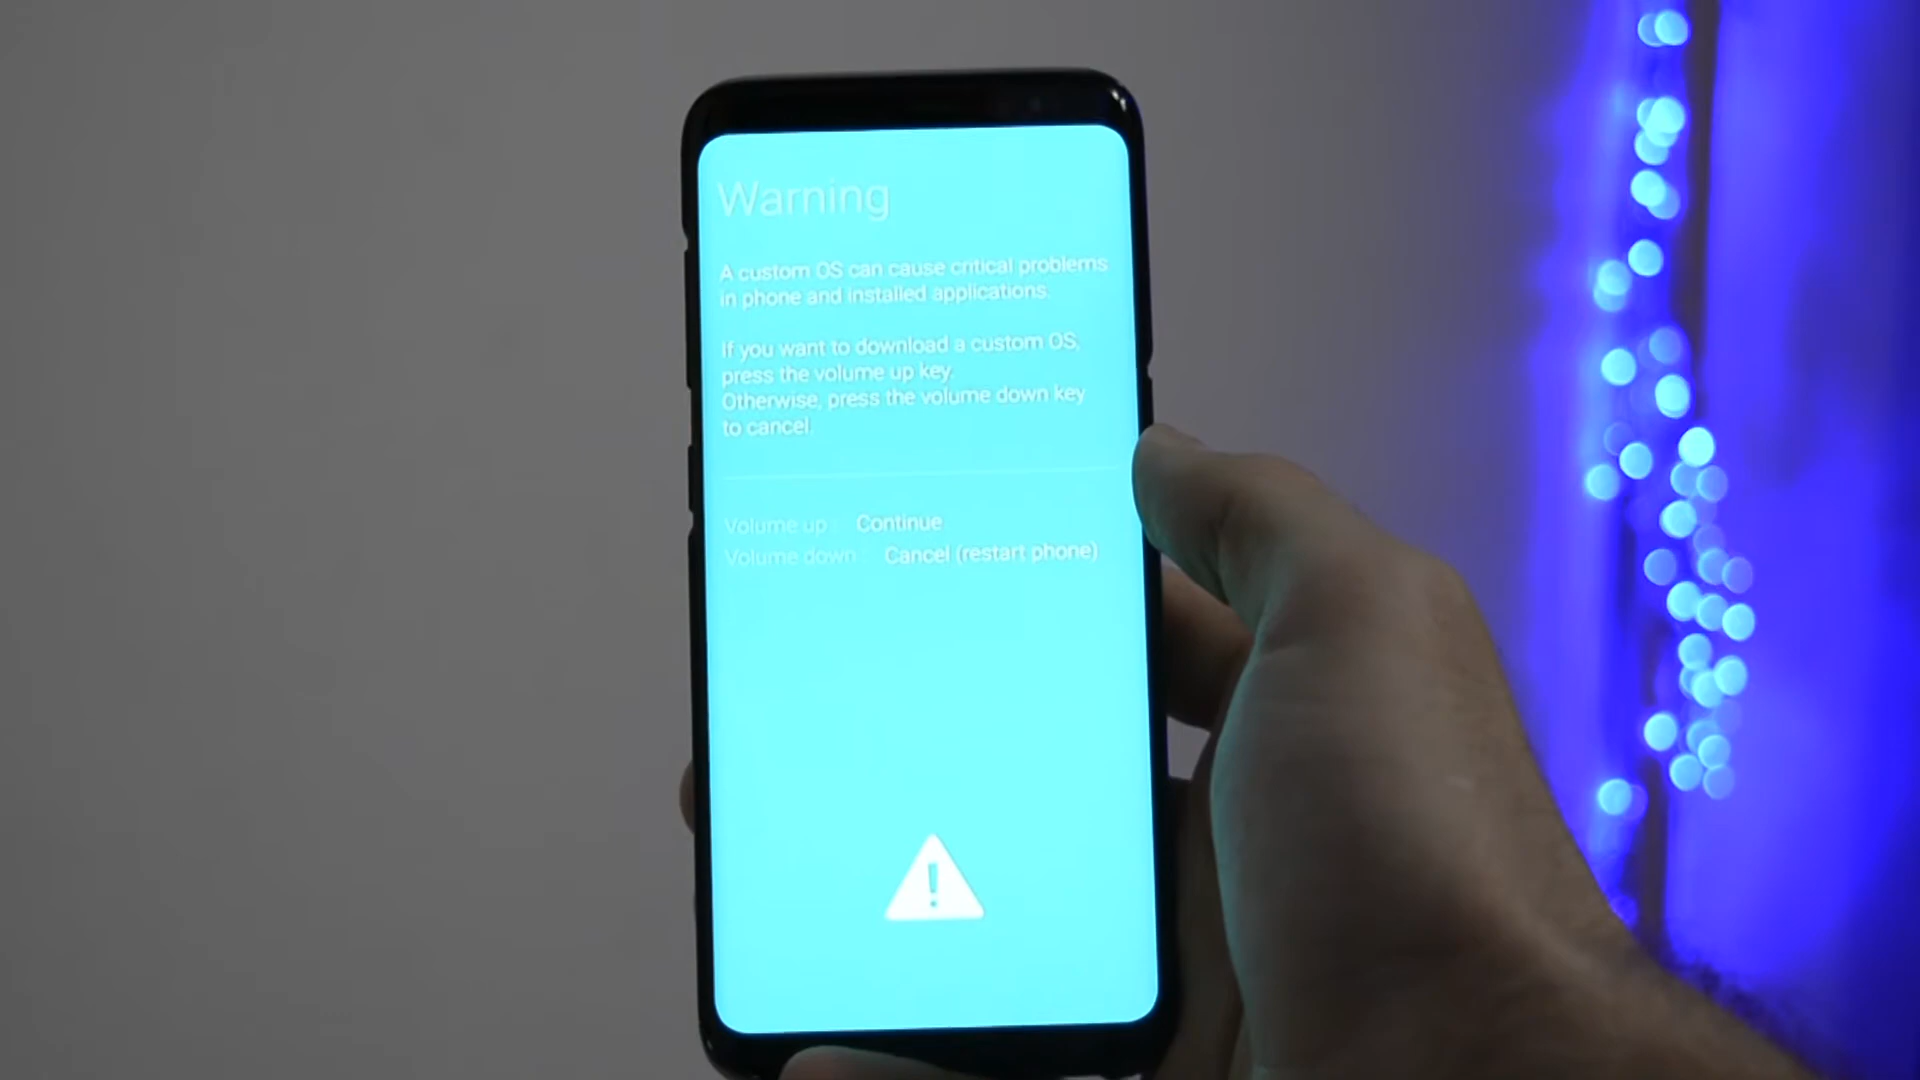 Warning
A custom OS can cause critical problems
in phone and installed applications.
If you want to download a custom OS,
press the volume up key.
Otherwise, press the volume down key
to cancel.
Volume up : Continue
Volume down : Cancel (restart phone)